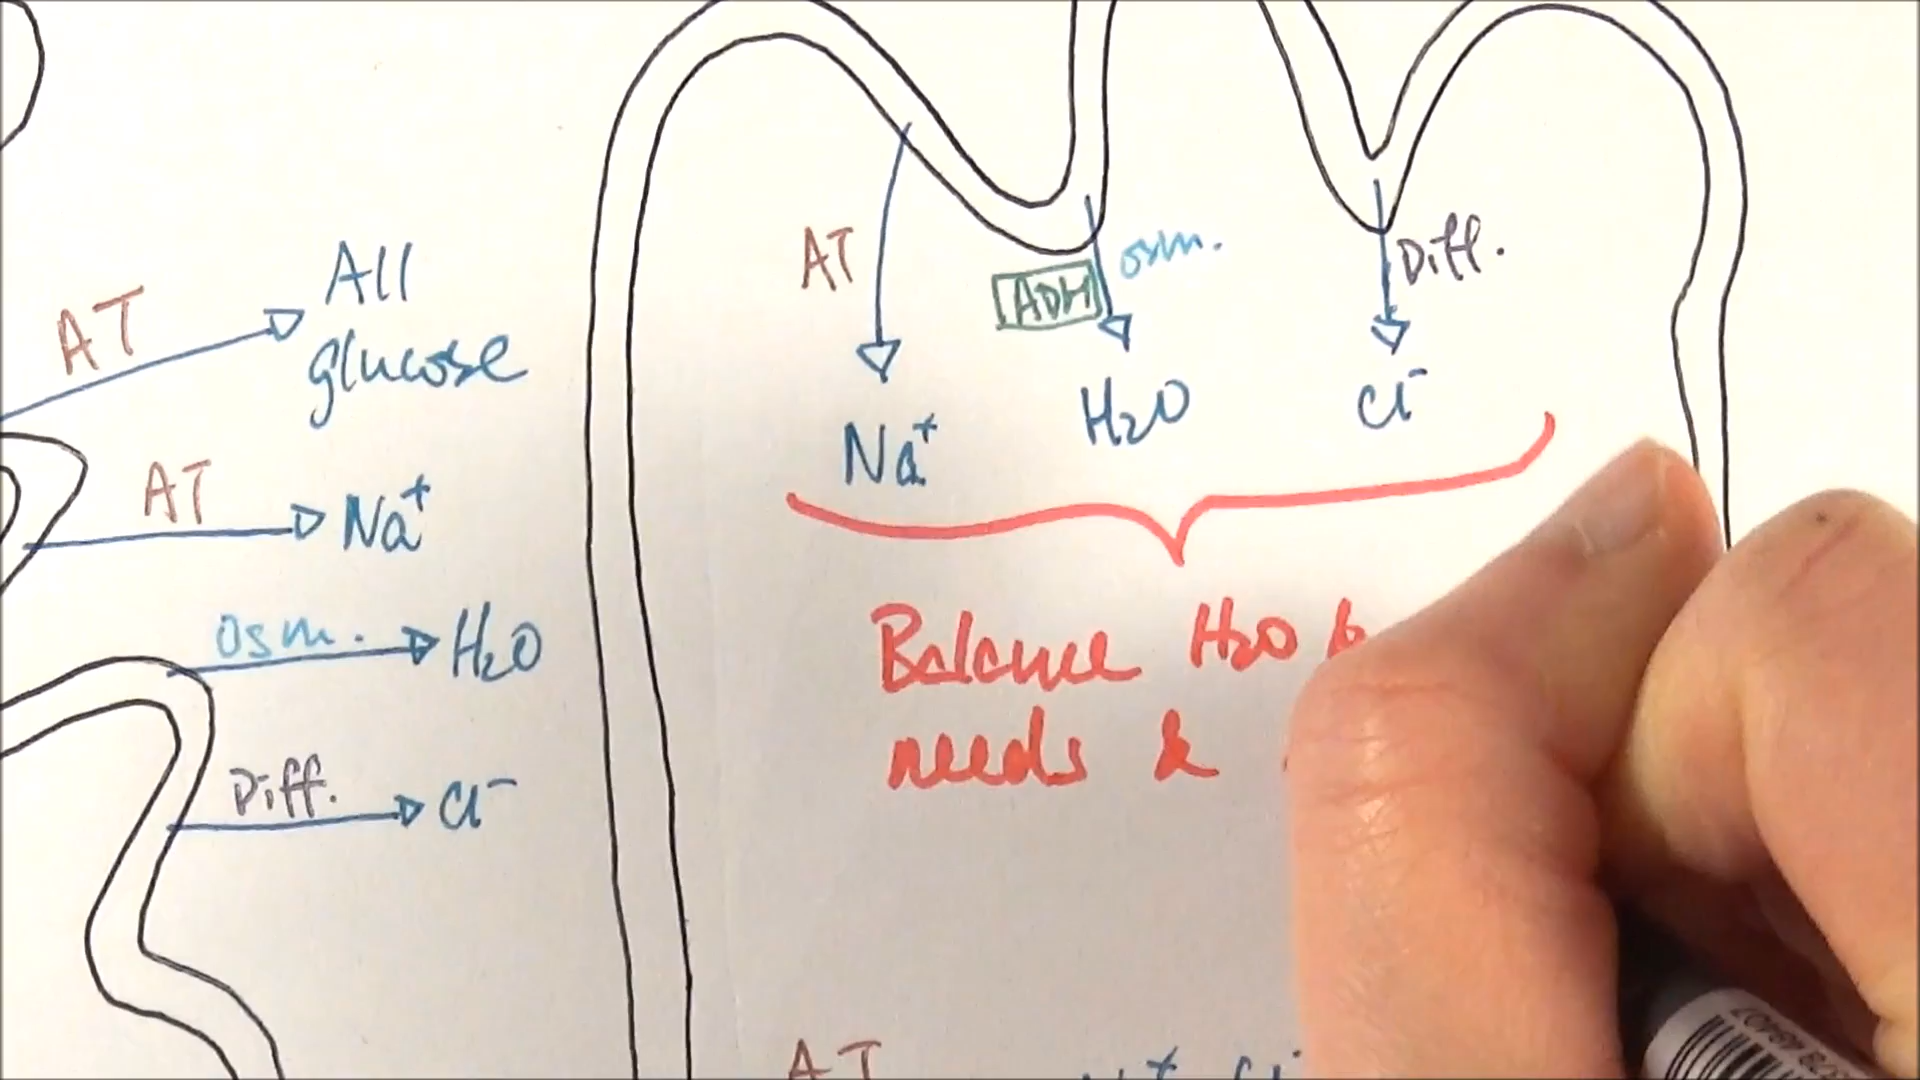 AT
All
glucose
AT
Na⁺
osm.
H₂O
Diff.
Cl⁻
AT
Na⁺
ADH
osm.
H₂O
Diff.
Cl⁻
Balance H₂O
needs &
AT